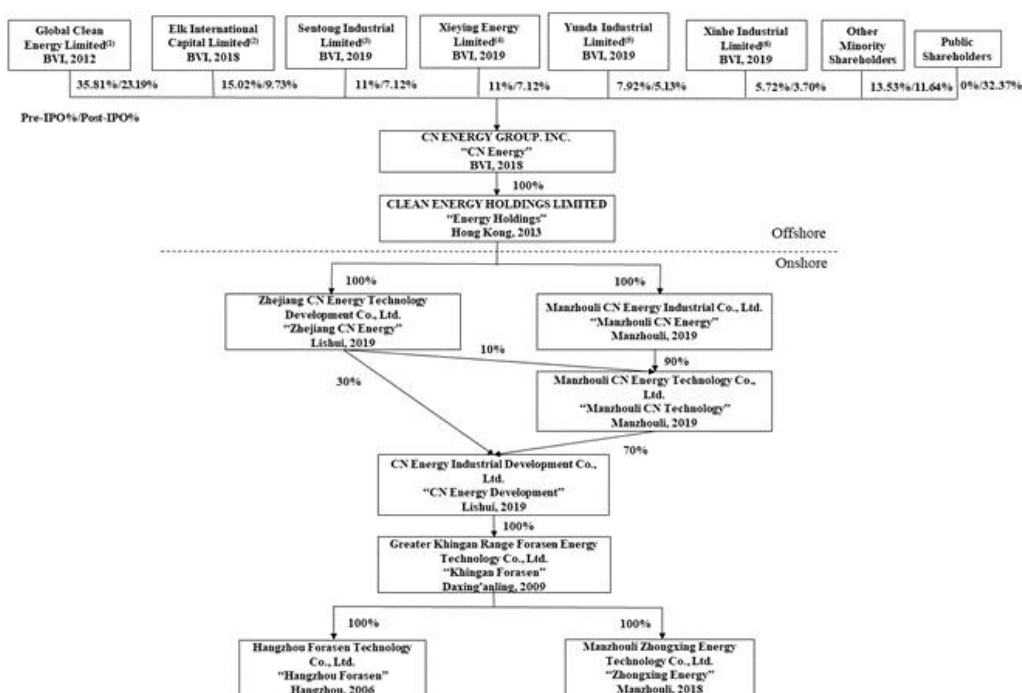 Global Clean
Energy Limited(1)
BVI, 2012
Elk International
Capital Limited(2)
BVI, 2018
Sentong Industrial
Limited(3)
BVI, 2019
Xieying Energy
Limited(4)
BVI, 2019
Yunda Industrial
Limited(5)
BVI, 2019
Xinhe Industrial
Limited(6)
BVI, 2019
Other
Minority
Shareholders
Public
Shareholders
35.81%/23.19%
15.02%/9.73%
11%/7.12%
11%/7.12%
7.92%/5.13%
5.72%/3.70%
13.53%/11.64%
0%/32.37%
Pre-IPO%/Post-IPO%
CN ENERGY GROUP. INC.
“CN Energy”
BVI, 2018
100%
CLEAN ENERGY HOLDINGS LIMITED
“Energy Holdings”
Hong Kong, 2013
Offshore
Onshore
100%
100%
Zhejiang CN Energy Technology
Development Co., Ltd.
“Zhejiang CN Energy”
Lishui, 2019
Manzhouli CN Energy Industrial Co., Ltd.
“Manzhouli CN Energy”
Manzhouli, 2019
10%
90%
30%
Manzhouli CN Energy Technology Co.,
Ltd.
“Manzhouli CN Technology”
Manzhouli, 2019
70%
CN Energy Industrial Development Co.,
Ltd.
“CN Energy Development”
Lishui, 2019
100%
Greater Khingan Range Forasen Energy
Technology Co., Ltd.
“Khingan Forasen”
Daxing'anling, 2009
100%
100%
Hangzhou Forasen Technology
Co., Ltd.
“Hangzhou Forasen”
Hangzhou, 2006
Manzhouli Zhongxing Energy
Technology Co., Ltd.
“Zhongxing Energy”
Manzhouli, 2018